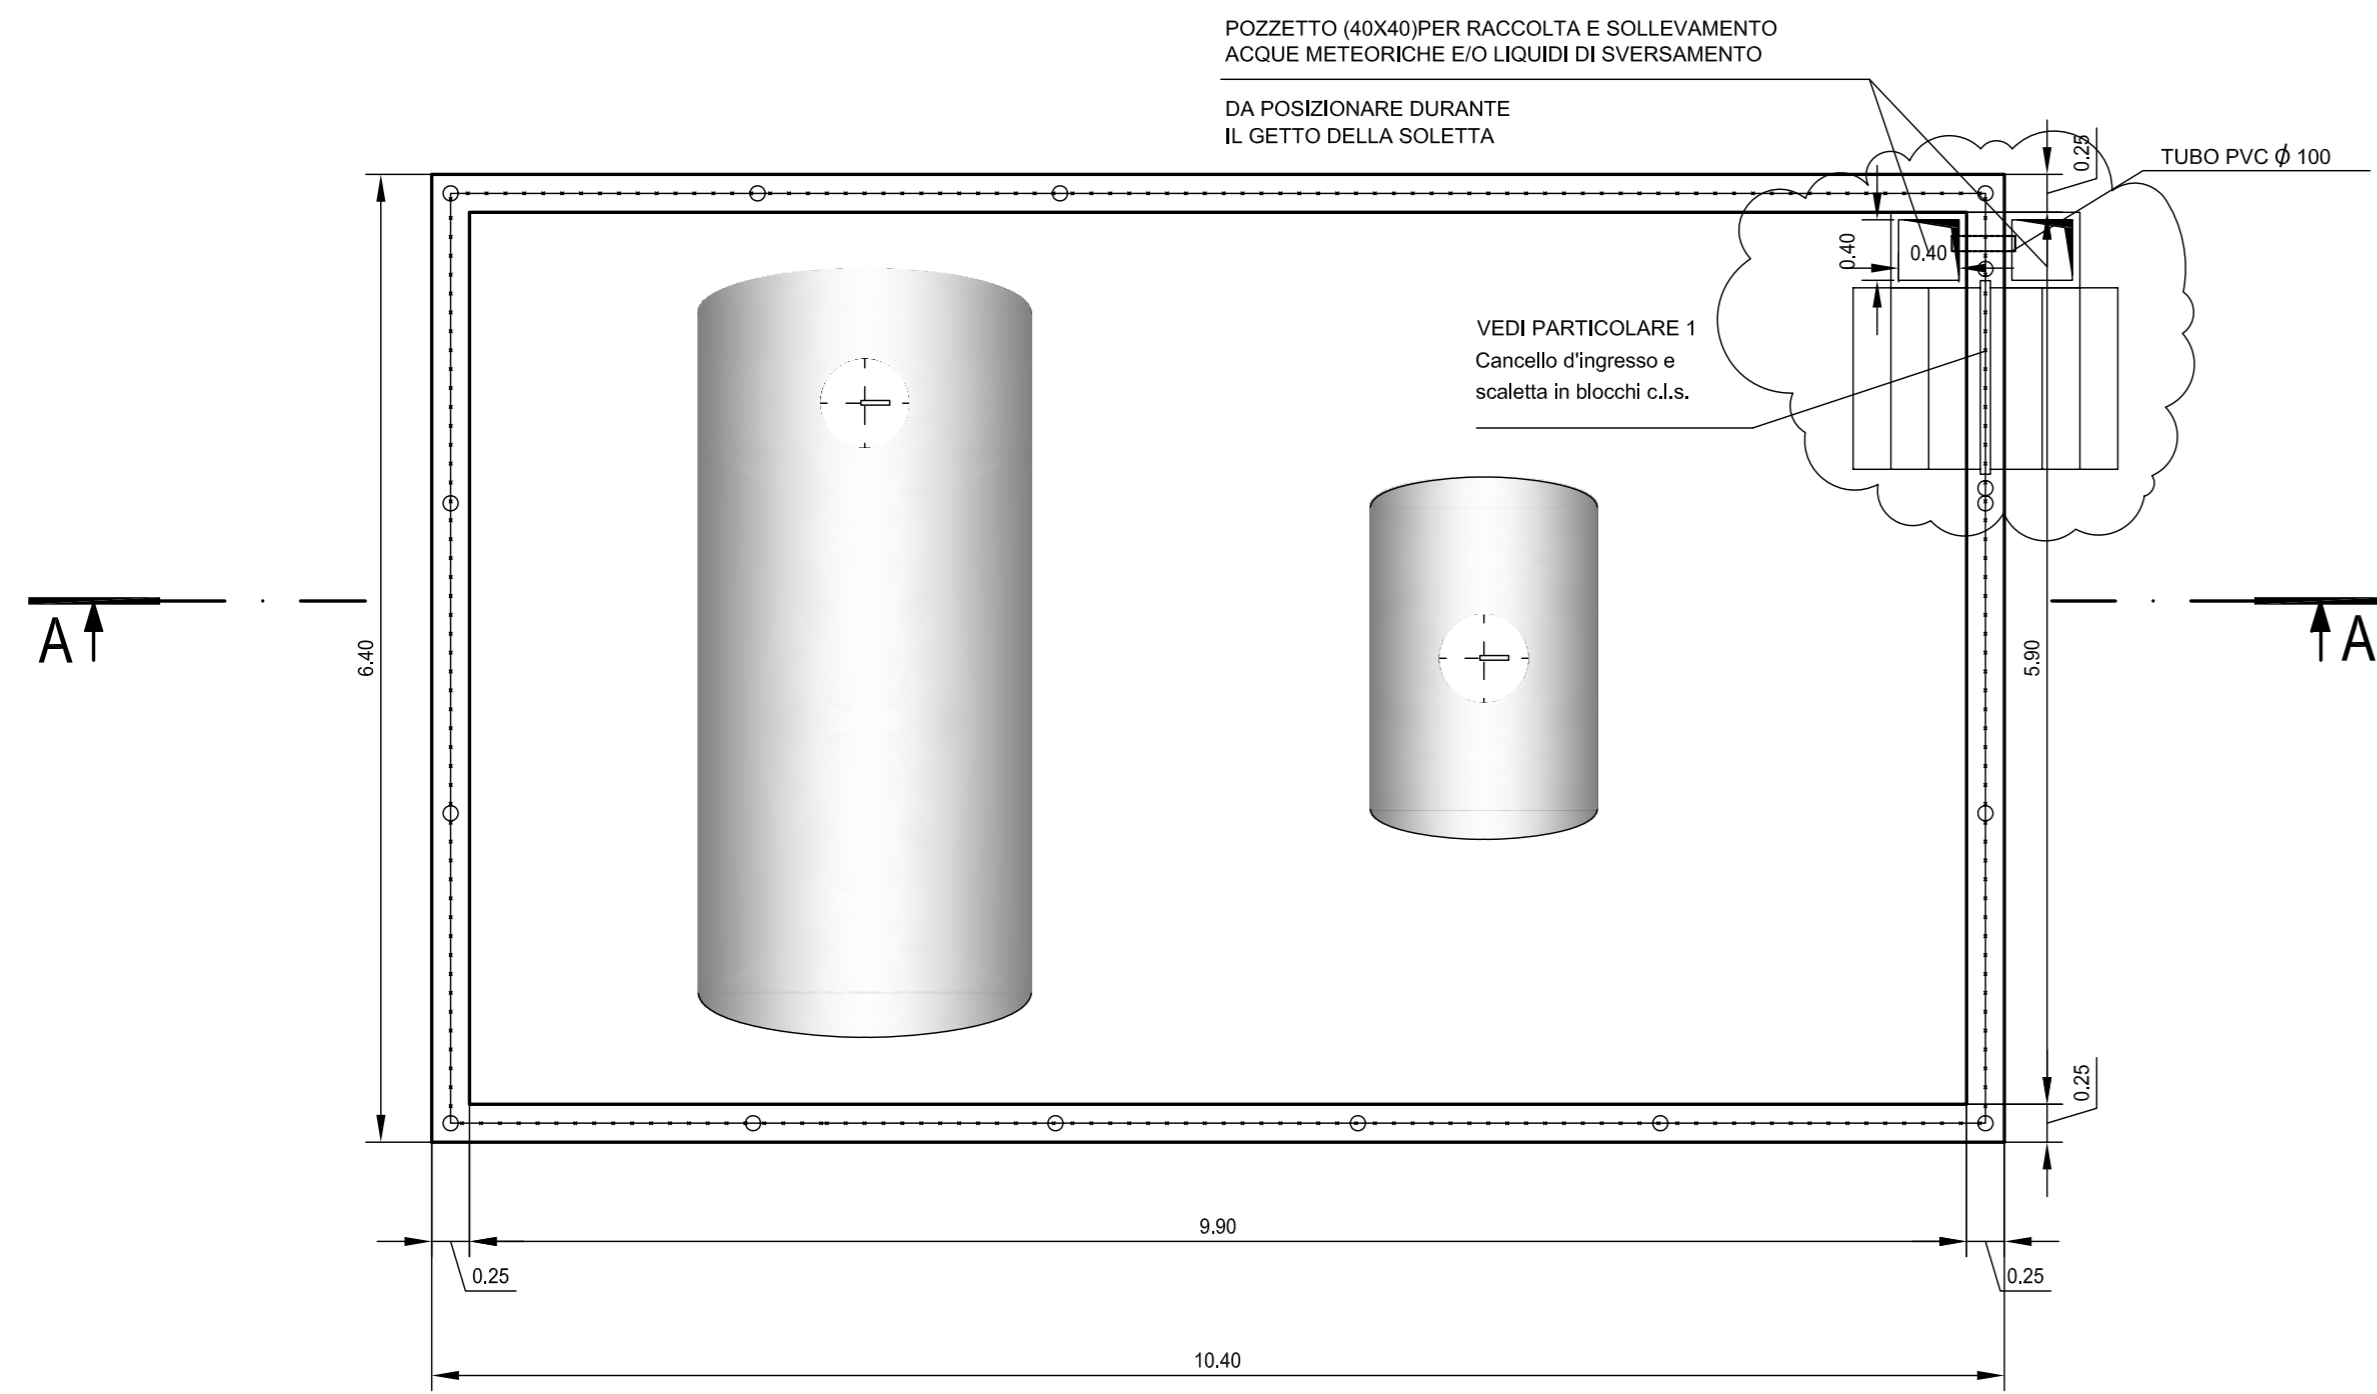 POZZETTO (40X40)PER RACCOLTA E SOLLEVAMENTO
ACQUE METEORICHE E/O LIQUIDI DI SVERSAMENTO
DA POSIZIONARE DURANTE
IL GETTO DELLA SOLETTA
0.25
TUBO PVC ϕ 100
0.40
0.40
VEDI PARTICOLARE 1
Cancello d'ingresso e
scaletta in blocchi c.l.s.
A
A
6.40
5.90
0.25
9.90
0.25
0.25
10.40